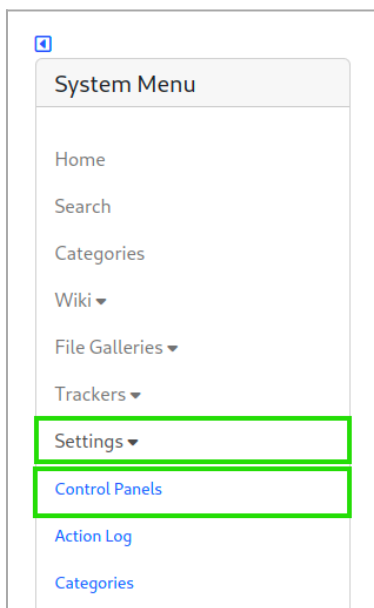 System Menu
Home
Search
Categories
Wiki
File Galleries
Trackers
Settings
Control Panels
Action Log
Categories